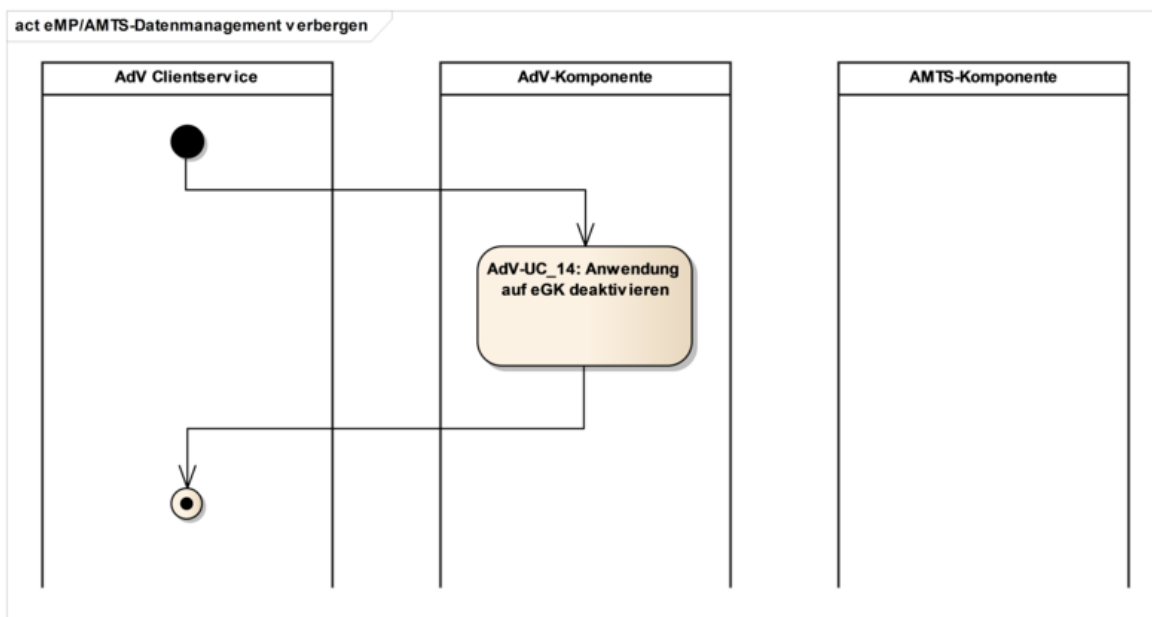 act eMP/AMTS-Datenmanagement verbergen
AdV Clientservice
AdV-Komponente
AMTS-Komponente
AdV-UC_14: Anwendung
auf eGK deaktivieren